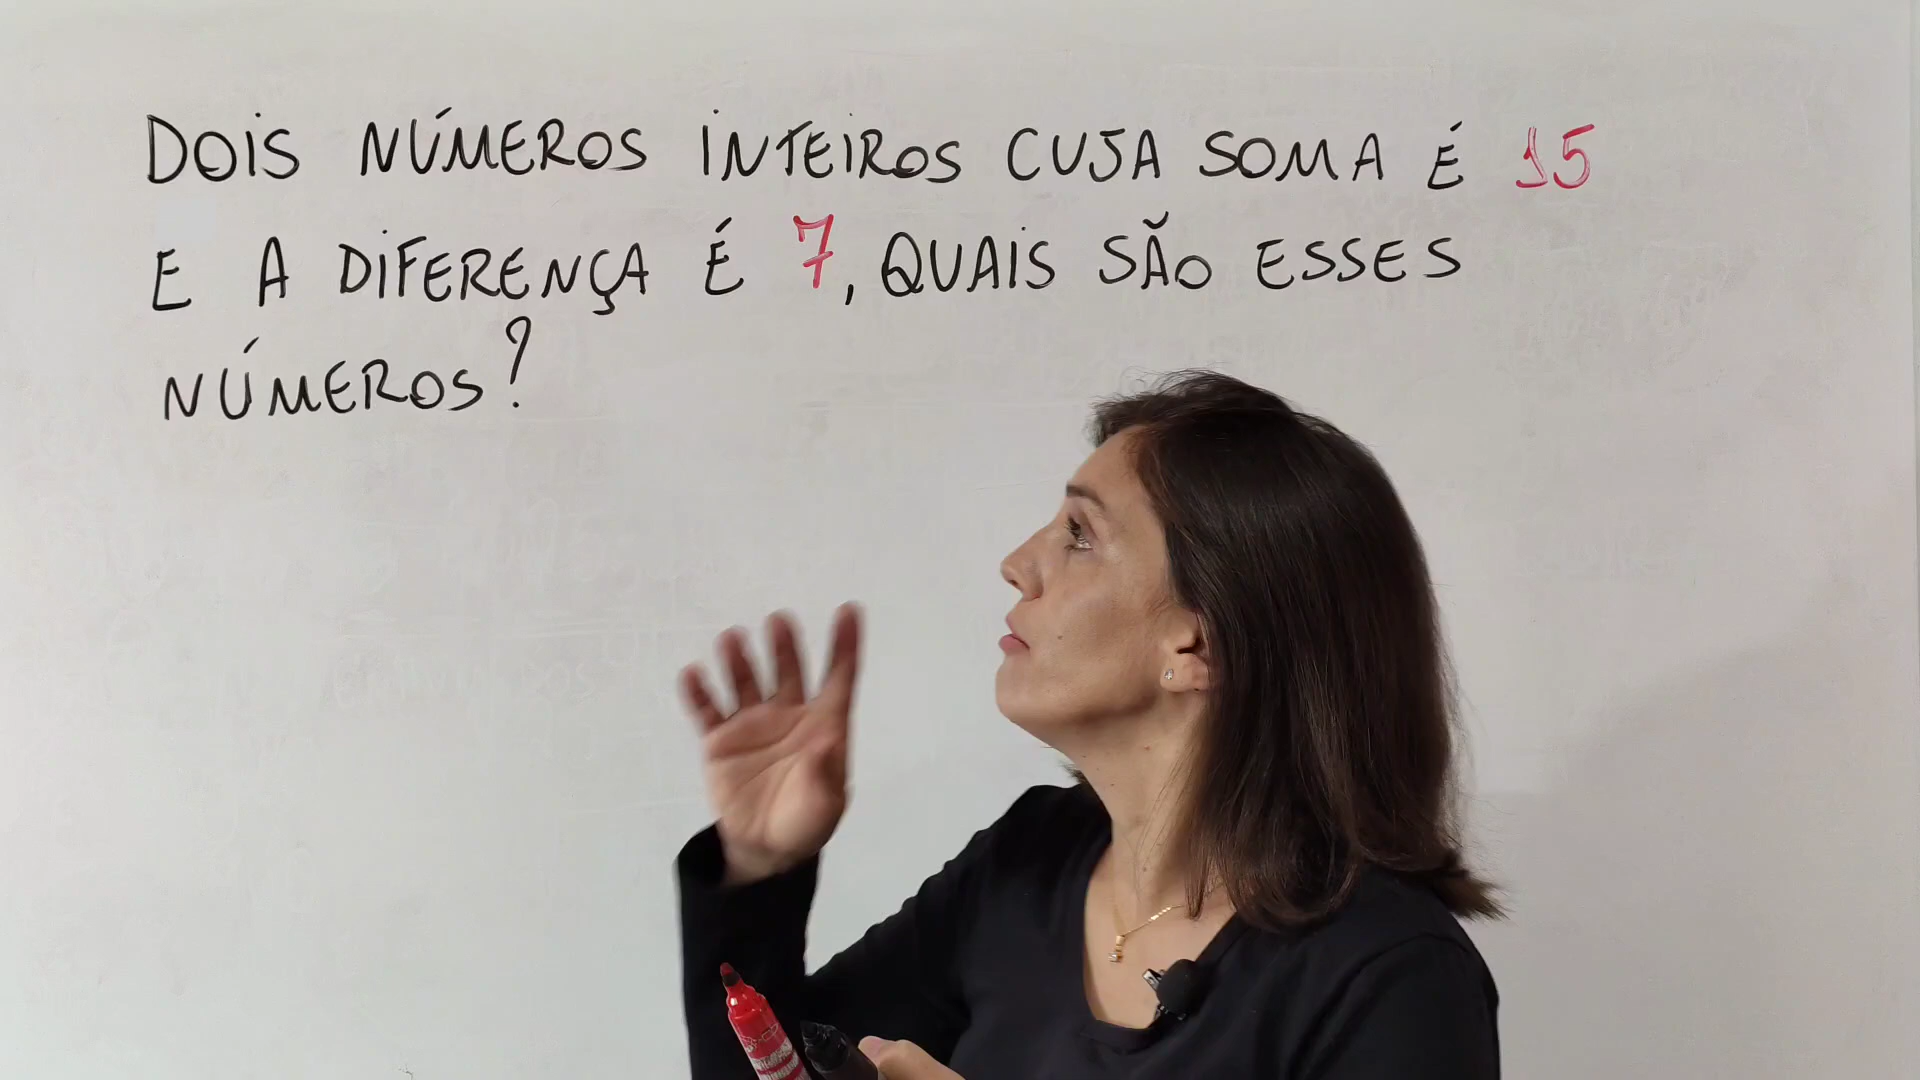 DOIS NÚMEROS INTEIROS CUJA SOMA É 15
E A DIFERENÇA É 7, QUAIS SÃO ESSES
NÚMEROS?